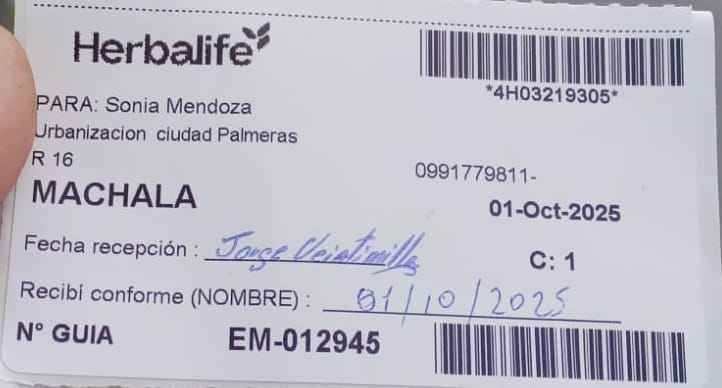 Herbalife
*4H03219305*
PARA: Sonia Mendoza
Urbanizacion ciudad Palmeras
R 16
0991779811-
MACHALA
01-Oct-2025
Fecha recepción : Jorge Veintimilla
C: 1
Recibí conforme (NOMBRE) : 01/10/2025
N° GUIA EM-012945